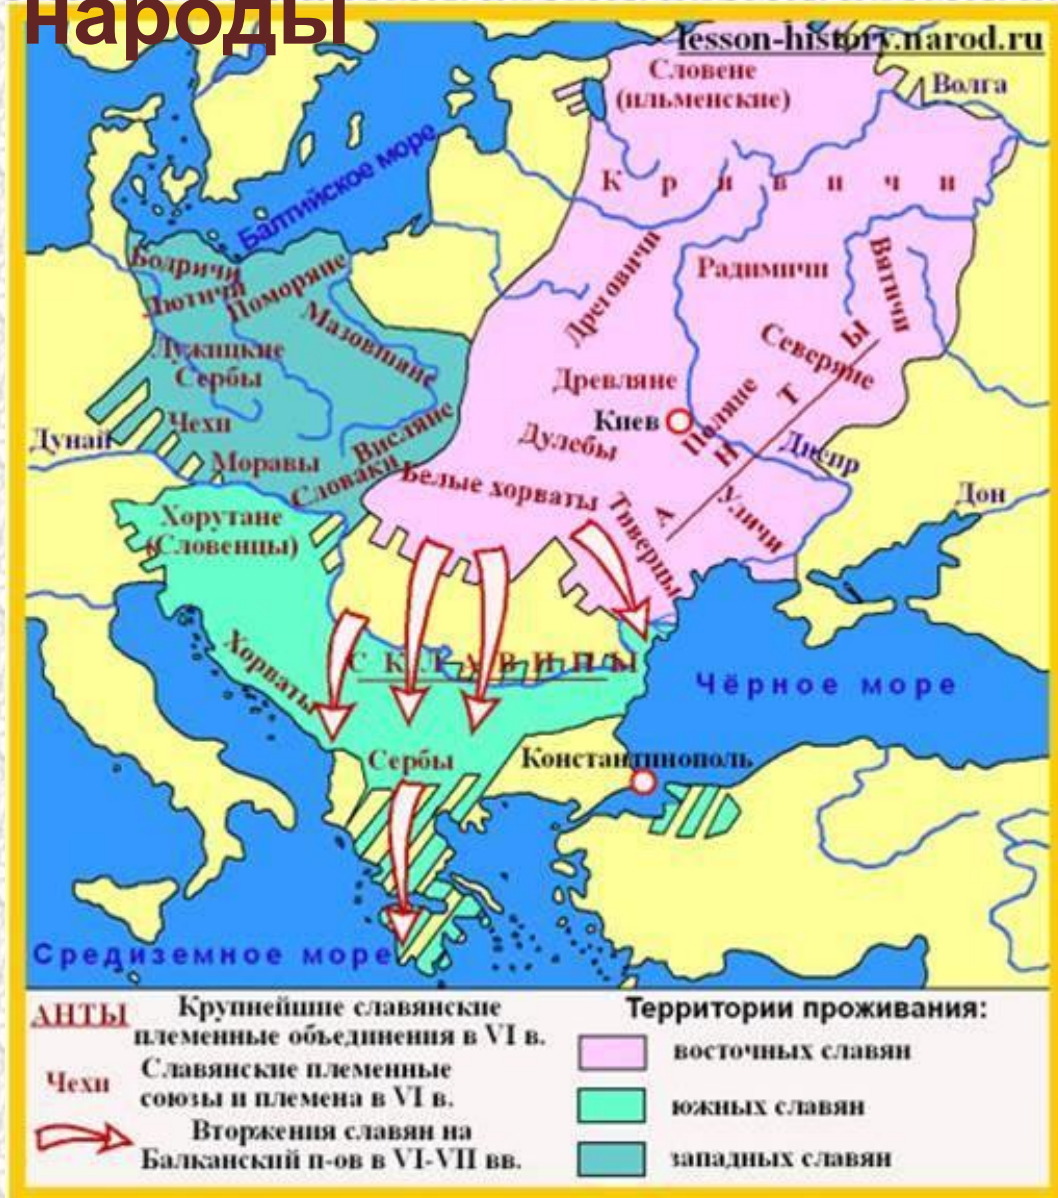 народы
lesson-history.narod.ru
Словене
(ильменские)
Волга
Кривичи
Балтийское море
Бодричи
Лютичи
Поморяне
Мазовшане
Дреговичи
Радимичи
Вятичи
Лужицкие
Сербы
Северяне
Древляне
Поляне
Киев
Чехи
Висляне
Дулебы
АНТЫ
Днепр
Дунай
Моравы
Словаки
Белые хорваты
Тиверцы
Уличи
Дон
Хорутане
(Словенцы)
Хорваты
СКЛАВИНЫ
Чёрное море
Сербы
Константинополь
Средиземное море
АНТЫ Крупнейшие славянские
племенные объединения в VI в.
Чехи Славянские племенные
союзы и племена в VI в.
Вторжения славян на
Балканский п-ов в VI-VII вв.
Территории проживания:
восточных славян
южных славян
западных славян